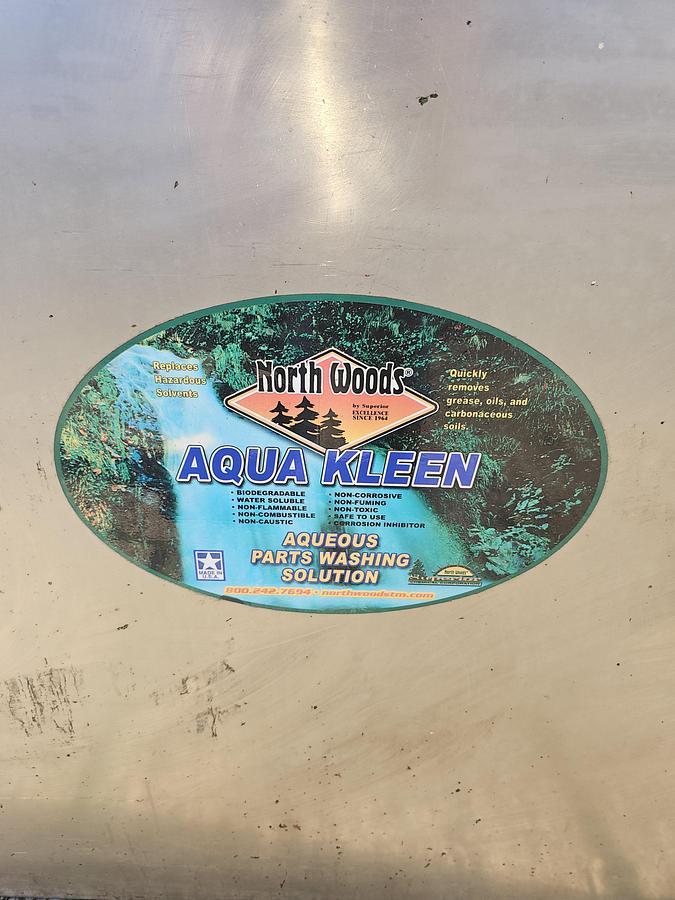 Replaces
Hazardous
Solvents
North Woods®
by Superior
EXCELLENCE
SINCE 1964
Quickly
removes
grease, oils, and
carbonaceous
soils.
AQUA KLEEN
• BIODEGRADABLE
• WATER SOLUBLE
• NON-FLAMMABLE
• NON-COMBUSTIBLE
• NON-CAUSTIC
• NON-CORROSIVE
• NON-FUMING
• NON-TOXIC
• SAFE TO USE
• CORROSION INHIBITOR
AQUEOUS
PARTS WASHING
SOLUTION
MADE IN
U.S.A.
North Woods
800.242.7694 • northwoodstm.com